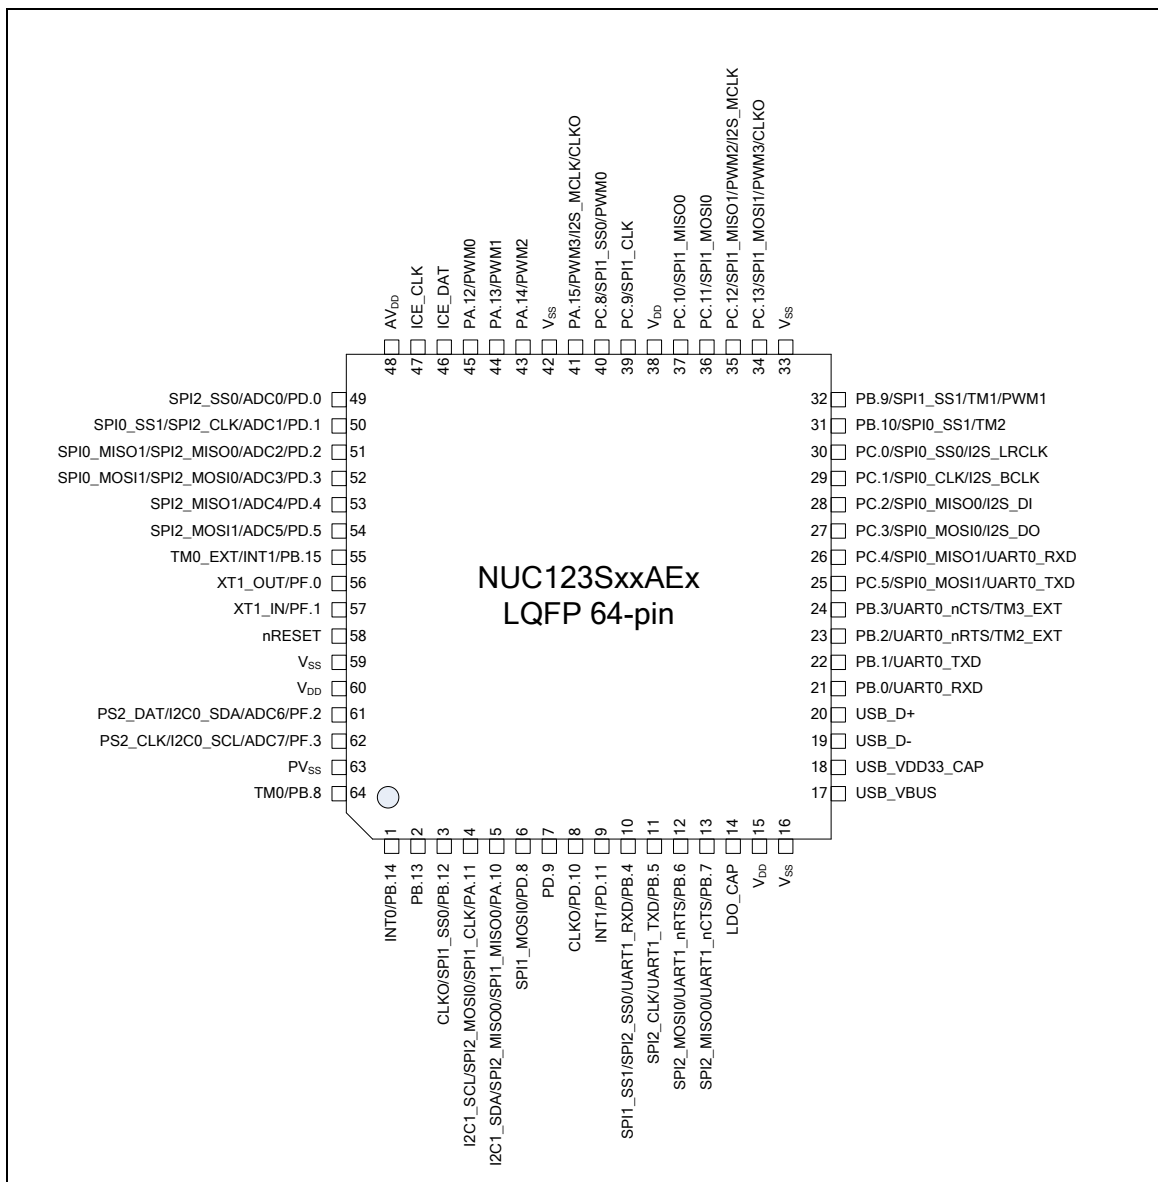 AVDD
ICE_CLK
ICE_DAT
PA.12/PWM0
PA.13/PWM1
PA.14/PWM2
VSS
PA.15/PWM3/I2S_MCLK/CLKO
PC.8/SPI1_SS0/PWM0
PC.9/SPI1_CLK
VDD
PC.10/SPI1_MISO0
PC.11/SPI1_MOSI0
PC.12/SPI1_MISO1/PWM2/I2S_MCLK
PC.13/SPI1_MOSI1/PWM3/CLKO
VSS
48 47 46 45 44 43 42 41 40 39 38 37 36 35 34 33
SPI2_SS0/ADC0/PD.0 49
SPI0_SS1/SPI2_CLK/ADC1/PD.1 50
SPI0_MISO1/SPI2_MISO0/ADC2/PD.2 51
SPI0_MOSI1/SPI2_MOSI0/ADC3/PD.3 52
SPI2_MISO1/ADC4/PD.4 53
SPI2_MOSI1/ADC5/PD.5 54
TM0_EXT/INT1/PB.15 55
XT1_OUT/PF.0 56
XT1_IN/PF.1 57
nRESET 58
VSS 59
VDD 60
PS2_DAT/I2C0_SDA/ADC6/PF.2 61
PS2_CLK/I2C0_SCL/ADC7/PF.3 62
PVSS 63
TM0/PB.8 64
NUC123SxxAEx
LQFP 64-pin
32 PB.9/SPI1_SS1/TM1/PWM1
31 PB.10/SPI0_SS1/TM2
30 PC.0/SPI0_SS0/I2S_LRCLK
29 PC.1/SPI0_CLK/I2S_BCLK
28 PC.2/SPI0_MISO0/I2S_DI
27 PC.3/SPI0_MOSI0/I2S_DO
26 PC.4/SPI0_MISO1/UART0_RXD
25 PC.5/SPI0_MOSI1/UART0_TXD
24 PB.3/UART0_nCTS/TM3_EXT
23 PB.2/UART0_nRTS/TM2_EXT
22 PB.1/UART0_TXD
21 PB.0/UART0_RXD
20 USB_D+
19 USB_D-
18 USB_VDD33_CAP
17 USB_VBUS
1 2 3 4 5 6 7 8 9 10 11 12 13 14 15 16
INT0/PB.14
PB.13
CLKO/SPI1_SS0/PB.12
I2C1_SCL/SPI2_MOSI0/SPI1_CLK/PA.11
I2C1_SDA/SPI2_MISO0/SPI1_MISO0/PA.10
SPI1_MOSI0/PD.8
PD.9
CLKO/PD.10
INT1/PD.11
SPI1_SS1/SPI2_SS0/UART1_RXD/PB.4
SPI2_CLK/UART1_TXD/PB.5
SPI2_MOSI0/UART1_nRTS/PB.6
SPI2_MISO0/UART1_nCTS/PB.7
LDO_CAP
VDD
VSS